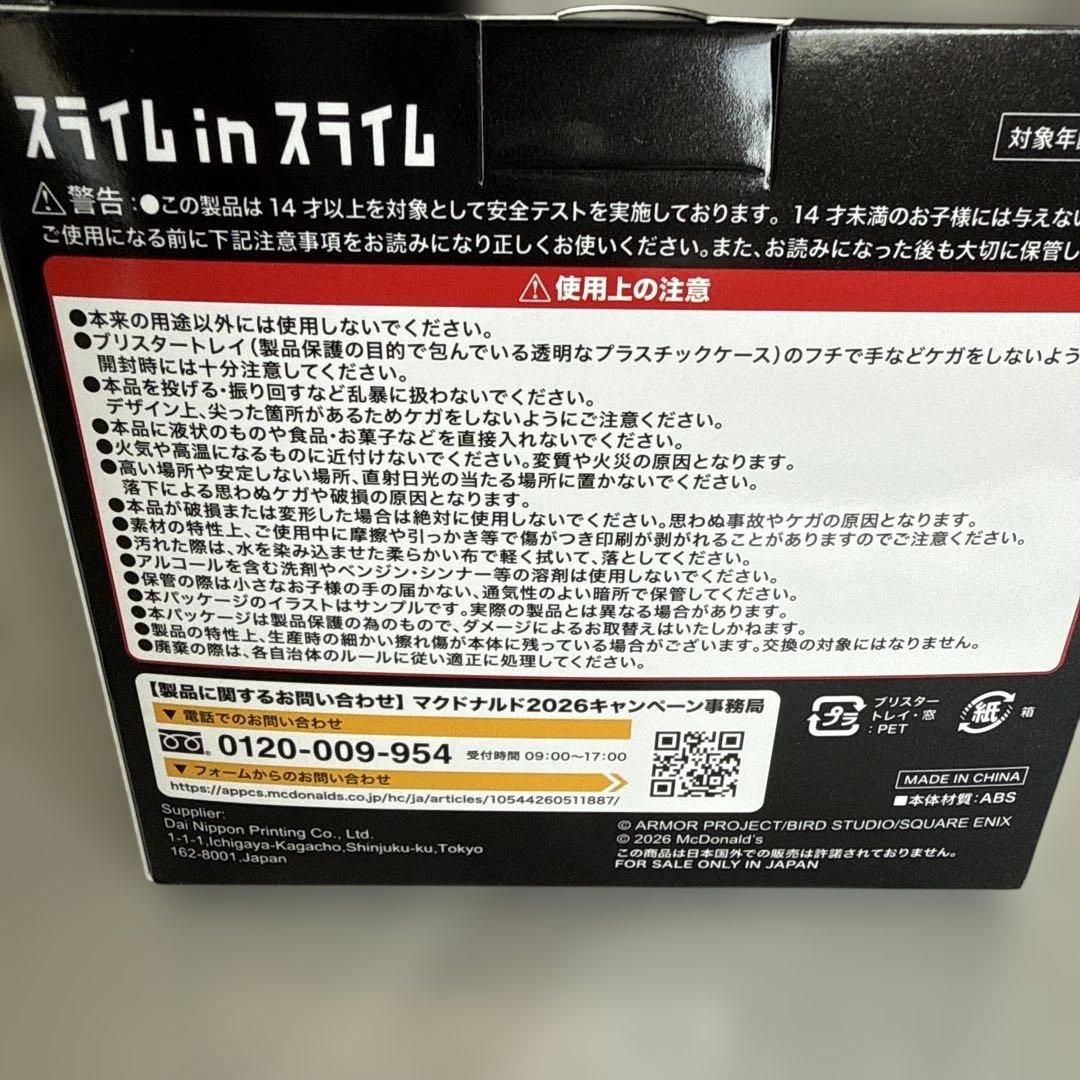 スライム in スライム
対象年
⚠警告:●この製品は14才以上を対象として安全テストを実施しております。14才未満のお子様には与えな
ご使用になる前に下記注意事項をお読みになり正しくお使いください。また、お読みになった後も大切に保管し
⚠使用上の注意
●本来の用途以外には使用しないでください。
●ブリスタートレイ(製品保護の目的で包んでいる透明なプラスチックケース)のフチで手などケガをしないよう
開封時には十分注意してください。
●本品を投げる・振り回すなど乱暴に扱わないでください。
デザイン上、尖った箇所があるためケガをしないようにご注意ください。
●本品に液状のものや食品・お菓子などを直接入れないでください。
●火気や高温になるものに近付けないでください。変質や火災の原因となります。
●高い場所や安定しない場所、直射日光の当たる場所に置かないでください。
落下による思わぬケガや破損の原因となります。
●本品が破損または変形した場合は絶対に使用しないでください。思わぬ事故やケガの原因となります。
●素材の特性上、ご使用中に摩擦や引っかき等で傷がつき印刷が剥がれることがありますのでご注意ください。
●汚れた際は、水を染み込ませた柔らかい布で軽く拭いて、落としてください。
●アルコールを含む洗剤やベンジン・シンナー等の溶剤は使用しないでください。
●保管の際は小さなお子様の手の届かない、通気性のよい暗所で保管してください。
●本パッケージのイラストはサンプルです。実際の製品とは異なる場合があります。
●本パッケージは製品保護の為のもので、ダメージによるお取替えはいたしかねます。
●製品の特性上、生産時の細かい擦れ傷が本体に残っている場合がございます。交換の対象にはなりません。
●廃棄の際は、各自治体のルールに従い適正に処理してください。
【製品に関するお問い合わせ】マクドナルド2026キャンペーン事務局
▼電話でのお問い合わせ
0120-009-954 受付時間 09:00〜17:00
▼フォームからのお問い合わせ
https://appcs.mcdonalds.co.jp/hc/ja/articles/10544260511887/
プラ
ブリスター
トレイ・窓
:PET
紙
箱
MADE IN CHINA
■本体材質:ABS
Supplier:
Dai Nippon Printing Co., Ltd.
1-1-1,Ichigaya-Kagacho,Shinjuku-ku,Tokyo
162-8001,Japan
© ARMOR PROJECT/BIRD STUDIO/SQUARE ENIX
© 2026 McDonald's
この商品は日本国外での販売は許諾されておりません。
FOR SALE ONLY IN JAPAN